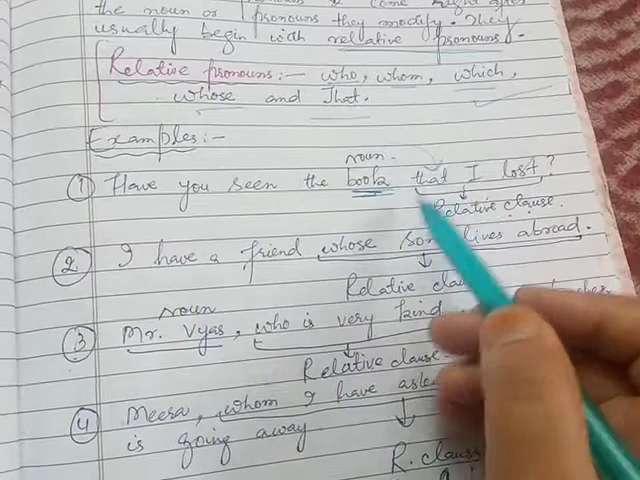 the noun or pronouns they modify. They
usually begin with relative pronouns.
Relative pronouns:- who, whom, which,
whose and That.
Examples:-
noun.
① Have you seen the book that I lost?
Relative clause.
② I have a friend whose son lives abroad.
Relative
Noun
③ Mr. Vyas, who is very kind
Relative clause
④ Meera, whom I have
is going away
R. clause